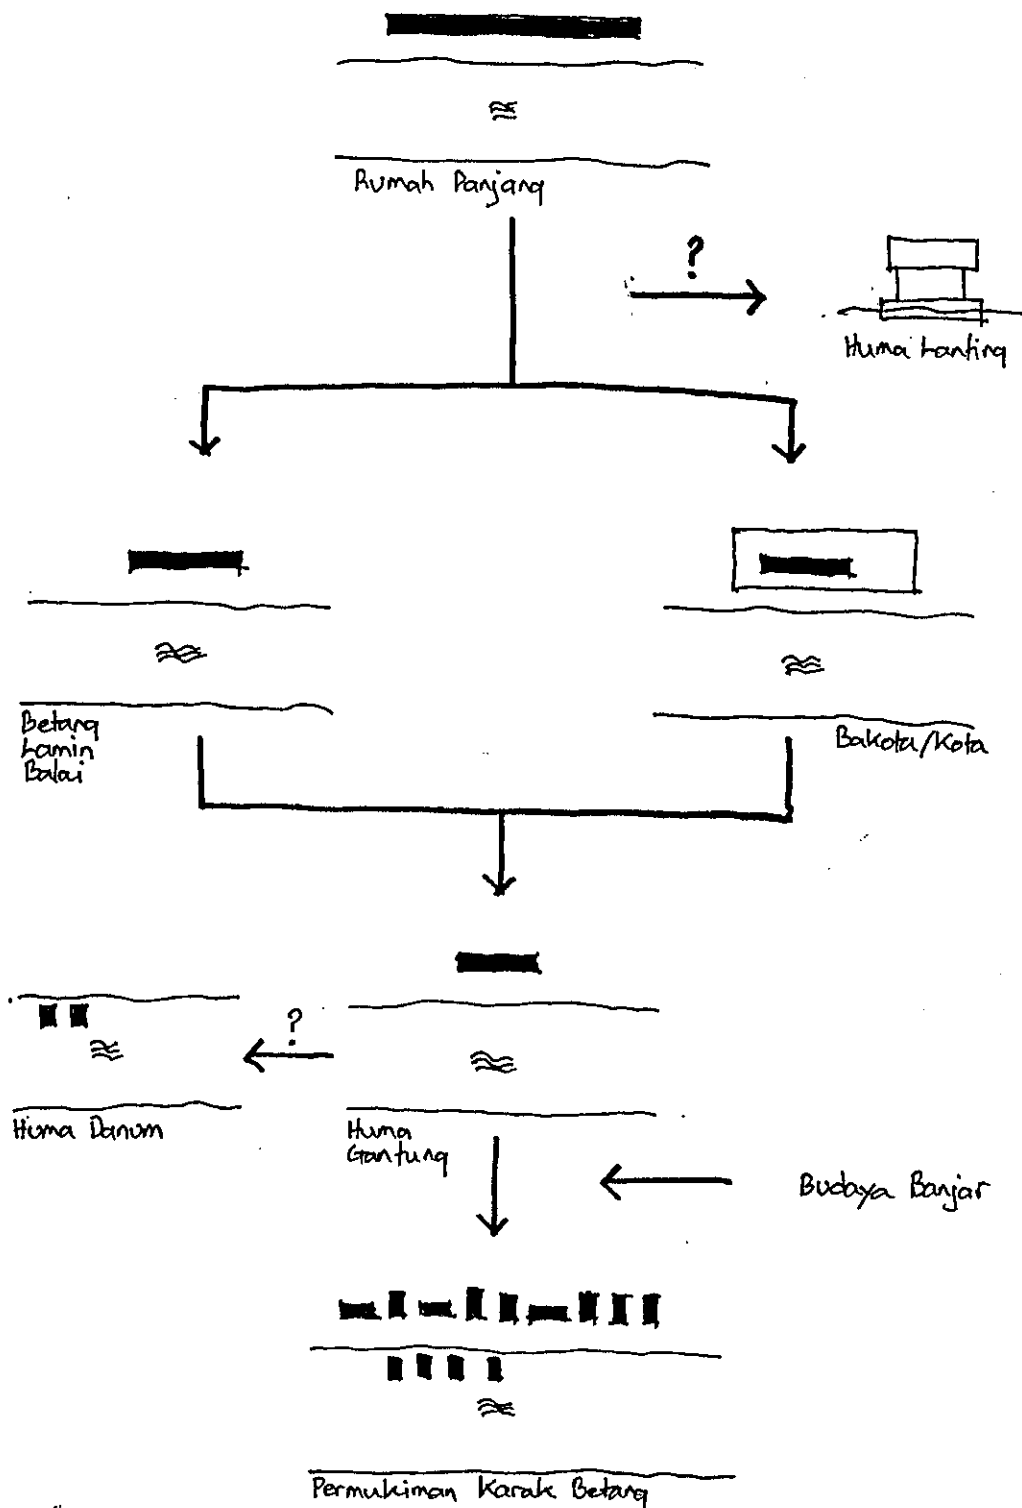 Rumah Panjang
?
Huma Lanting
Betang
Lamin
Balai
Bakota/Kota
?
Huma Danum
Huma
Gantung
Budaya Banjar
Permukiman Karak Betang